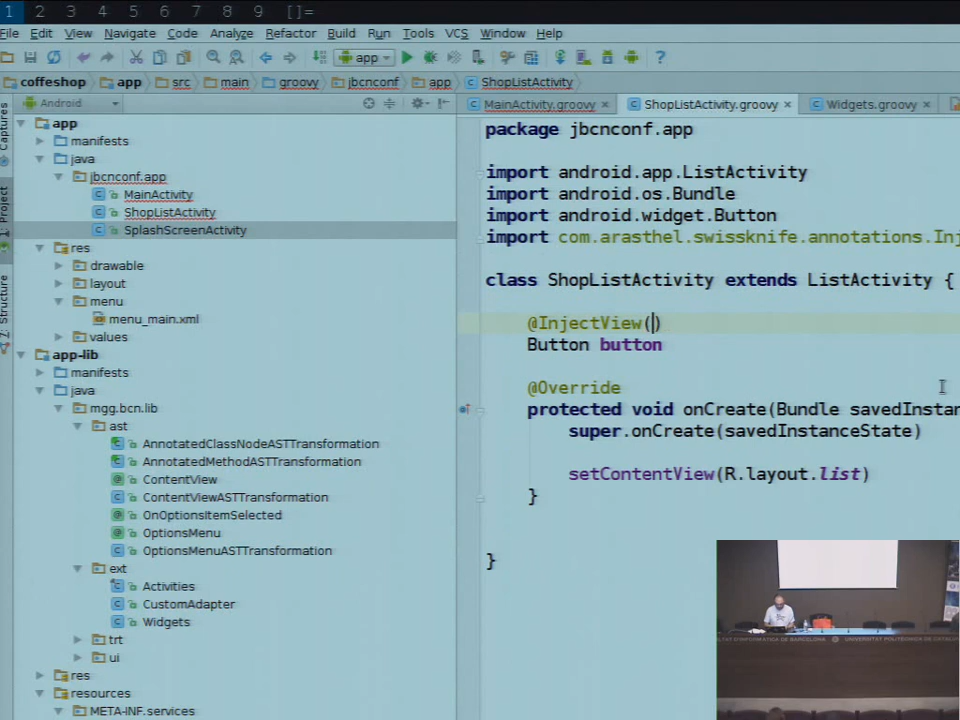 1 2 3 4 5 6 7 8 9 []=
File Edit View Navigate Code Analyze Refactor Build Run Tools VCS Window Help
app
coffeshop app src main groovy jbcnconf app ShopListActivity
Captures
Android
MainActivity.groovy ShopListActivity.groovy Widgets.groovy
1: Project
7: Structure
app
manifests
java
jbcnconf.app
MainActivity
ShopListActivity
SplashScreenActivity
res
drawable
layout
menu
menu_main.xml
values
app-lib
manifests
java
mgg.bcn.lib
ast
AnnotatedClassNodeASTTransformation
AnnotatedMethodASTTransformation
ContentView
ContentViewASTTransformation
OnOptionsItemSelected
OptionsMenu
OptionsMenuASTTransformation
ext
Activities
CustomAdapter
Widgets
trt
ui
res
resources
META-INF.services
package jbcnconf.app
import android.app.ListActivity
import android.os.Bundle
import android.widget.Button
import com.arasthel.swissknife.annotations.Inj
class ShopListActivity extends ListActivity {
@InjectView()
Button button
@Override
protected void onCreate(Bundle savedInstan
super.onCreate(savedInstanceState)
setContentView(R.layout.list)
}
}